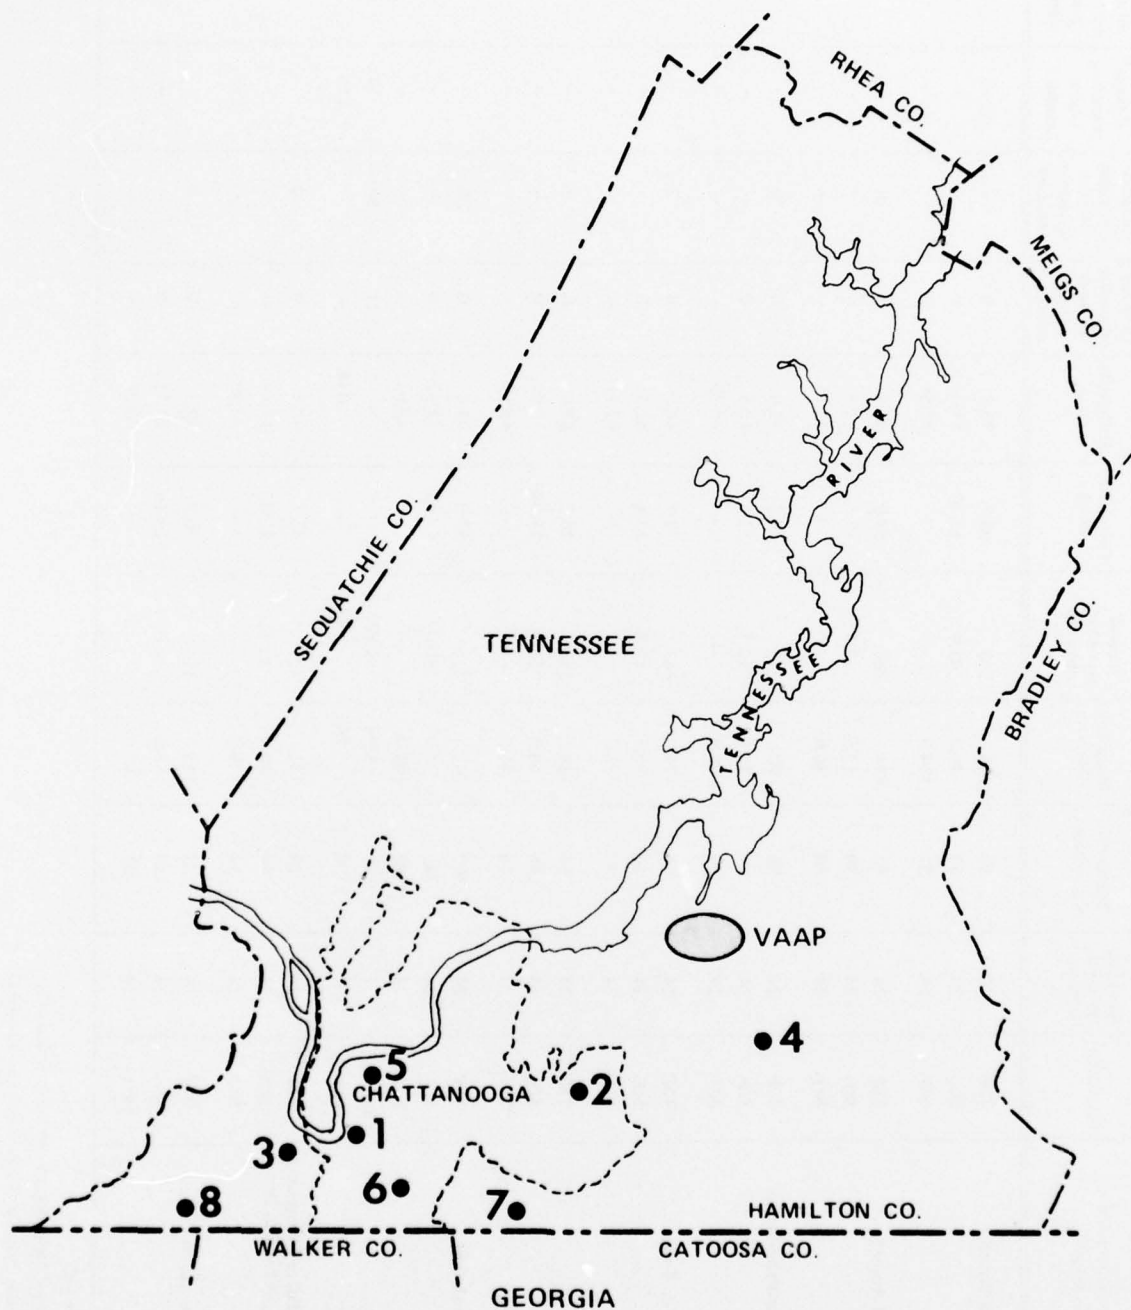 RHEA CO.
MEIGS CO.
RIVER
SEQUATCHIE CO.
TENNESSEE
BRADLEY CO.
TENNESSEE
VAAP
4
5
CHATTANOOGA
2
1
3
6
8
7
HAMILTON CO.
WALKER CO.
CATOOSA CO.
GEORGIA